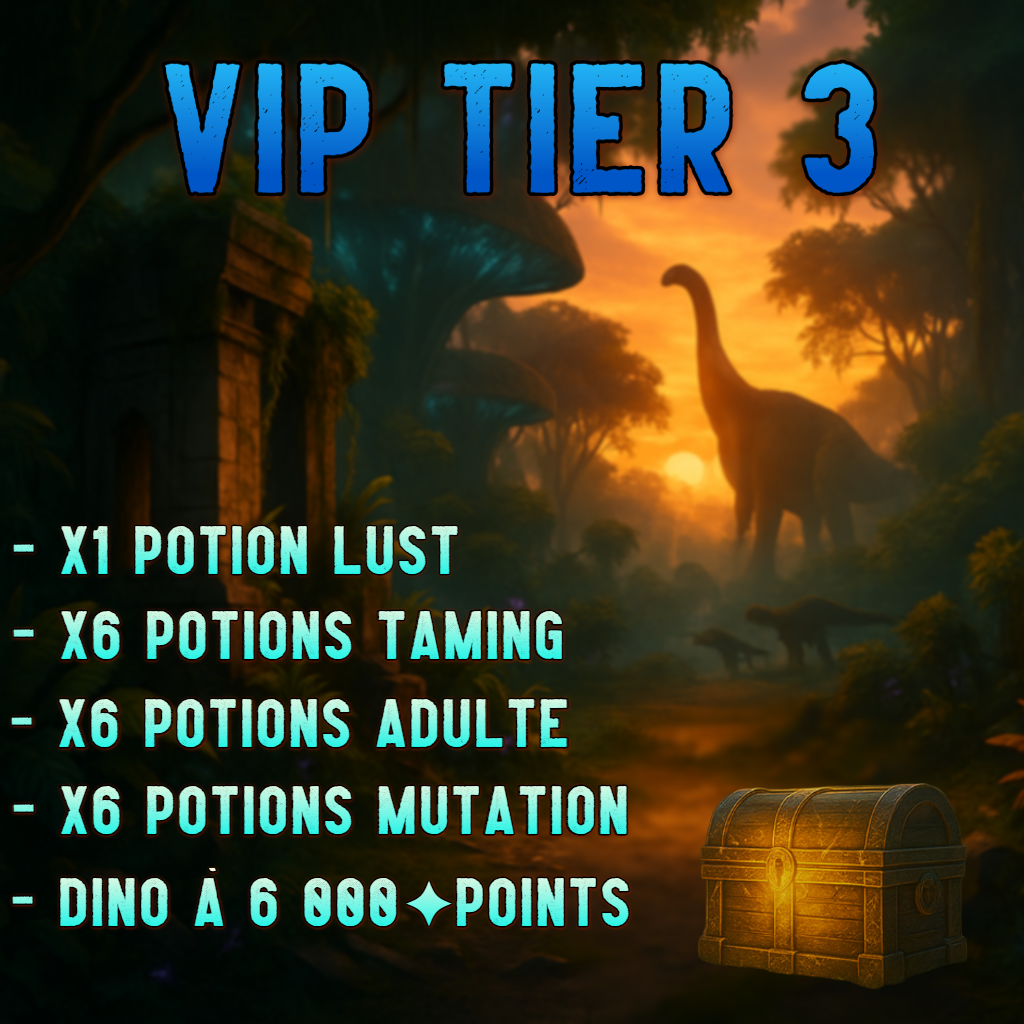 VIP TIER 3
- X1 POTION LUST
- X6 POTIONS TAMING
- X6 POTIONS ADULTE
- X6 POTIONS MUTATION
- DINO À 6 000✦POINTS